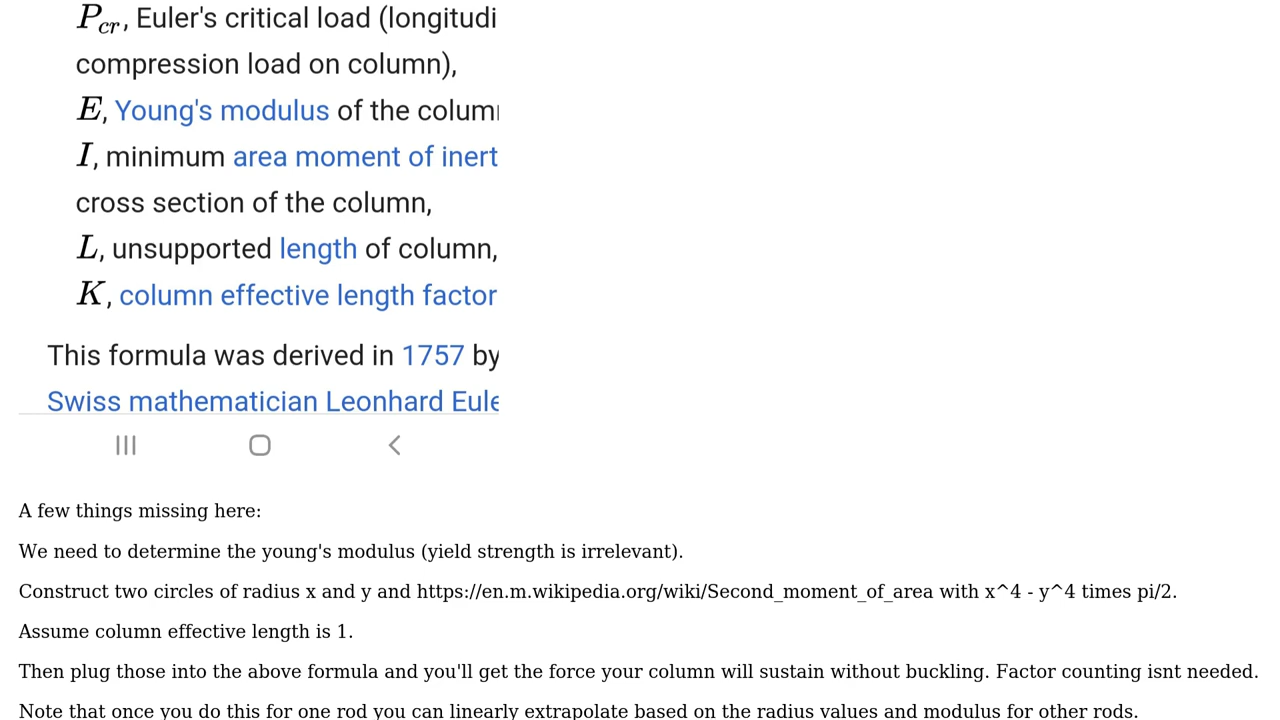 P_cr, Euler's critical load (longitudi
compression load on column),
E, Young's modulus of the colum
I, minimum area moment of inert
cross section of the column,
L, unsupported length of column,
K, column effective length factor
This formula was derived in 1757 by
Swiss mathematician Leonhard Eule
A few things missing here:
We need to determine the young's modulus (yield strength is irrelevant).
Construct two circles of radius x and y and https://en.m.wikipedia.org/wiki/Second_moment_of_area with x^4 - y^4 times pi/2.
Assume column effective length is 1.
Then plug those into the above formula and you'll get the force your column will sustain without buckling. Factor counting isnt needed.
Note that once you do this for one rod you can linearly extrapolate based on the radius values and modulus for other rods.